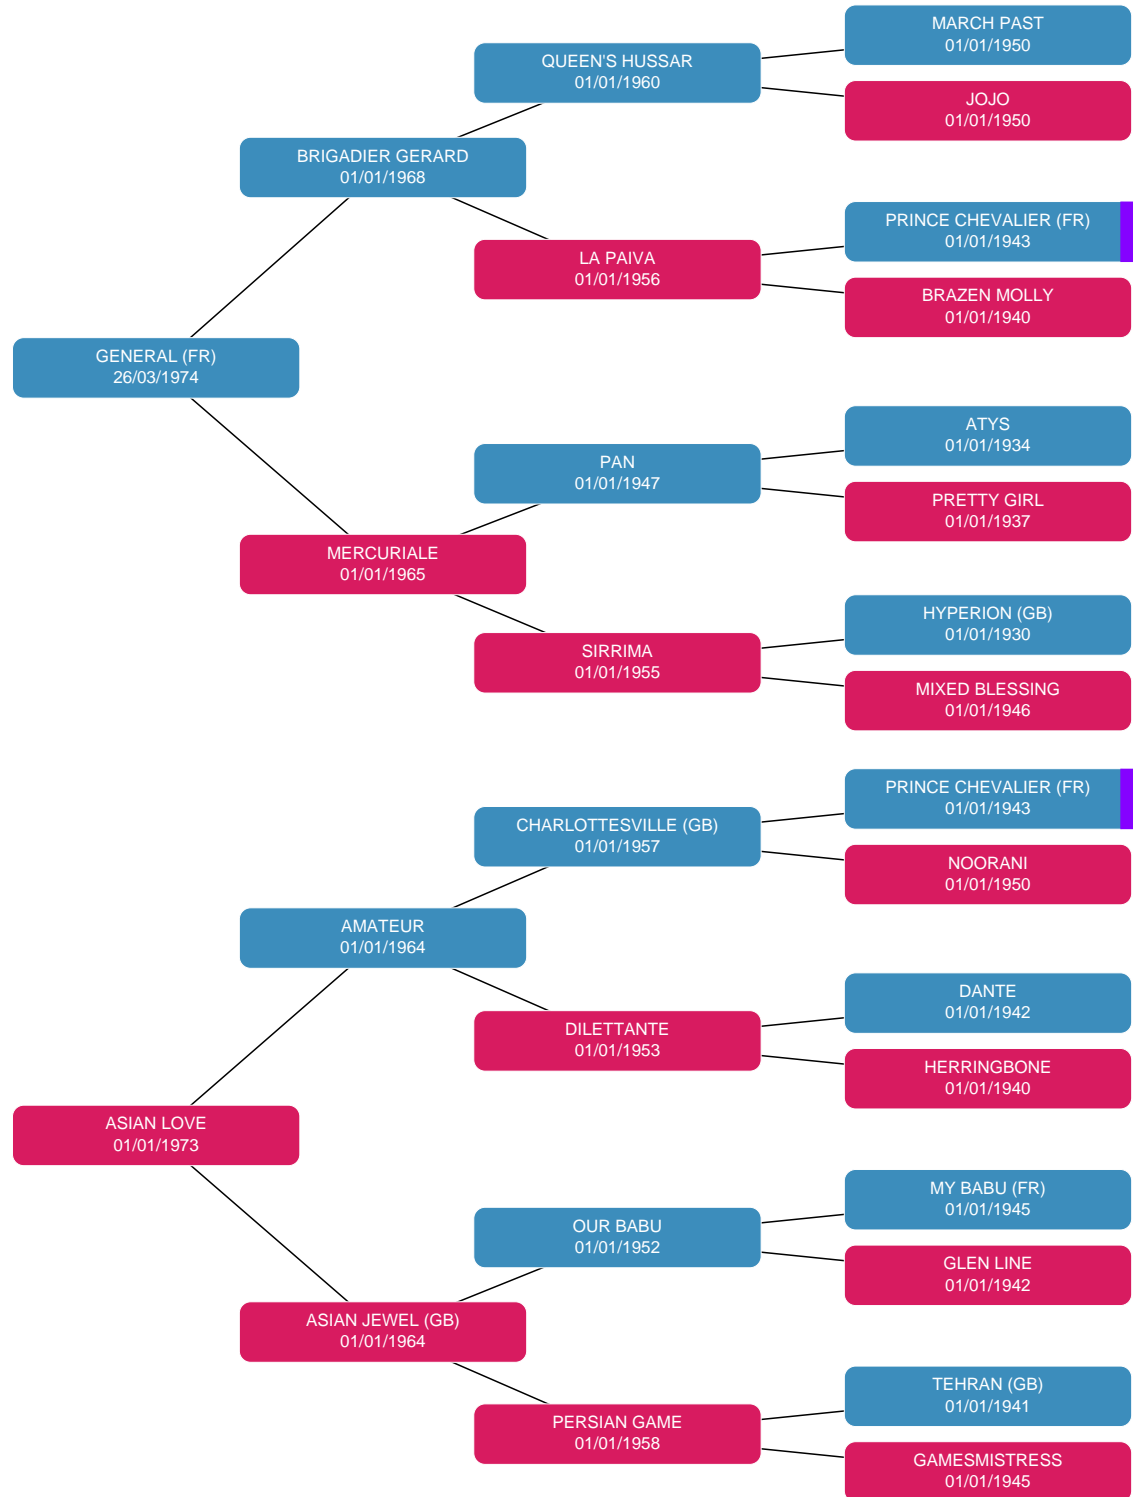 MARCH PAST
01/01/1950
QUEEN'S HUSSAR
01/01/1960
JOJO
01/01/1950
BRIGADIER GERARD
01/01/1968
PRINCE CHEVALIER (FR)
01/01/1943
LA PAIVA
01/01/1956
BRAZEN MOLLY
01/01/1940
GENERAL (FR)
26/03/1974
ATYS
01/01/1934
PAN
01/01/1947
PRETTY GIRL
01/01/1937
MERCURIALE
01/01/1965
HYPERION (GB)
01/01/1930
SIRRIMA
01/01/1955
MIXED BLESSING
01/01/1946
PRINCE CHEVALIER (FR)
01/01/1943
CHARLOTTESVILLE (GB)
01/01/1957
NOORANI
01/01/1950
AMATEUR
01/01/1964
DANTE
01/01/1942
DILETTANTE
01/01/1953
HERRINGBONE
01/01/1940
ASIAN LOVE
01/01/1973
MY BABU (FR)
01/01/1945
OUR BABU
01/01/1952
GLEN LINE
01/01/1942
ASIAN JEWEL (GB)
01/01/1964
TEHRAN (GB)
01/01/1941
PERSIAN GAME
01/01/1958
GAMESMISTRESS
01/01/1945